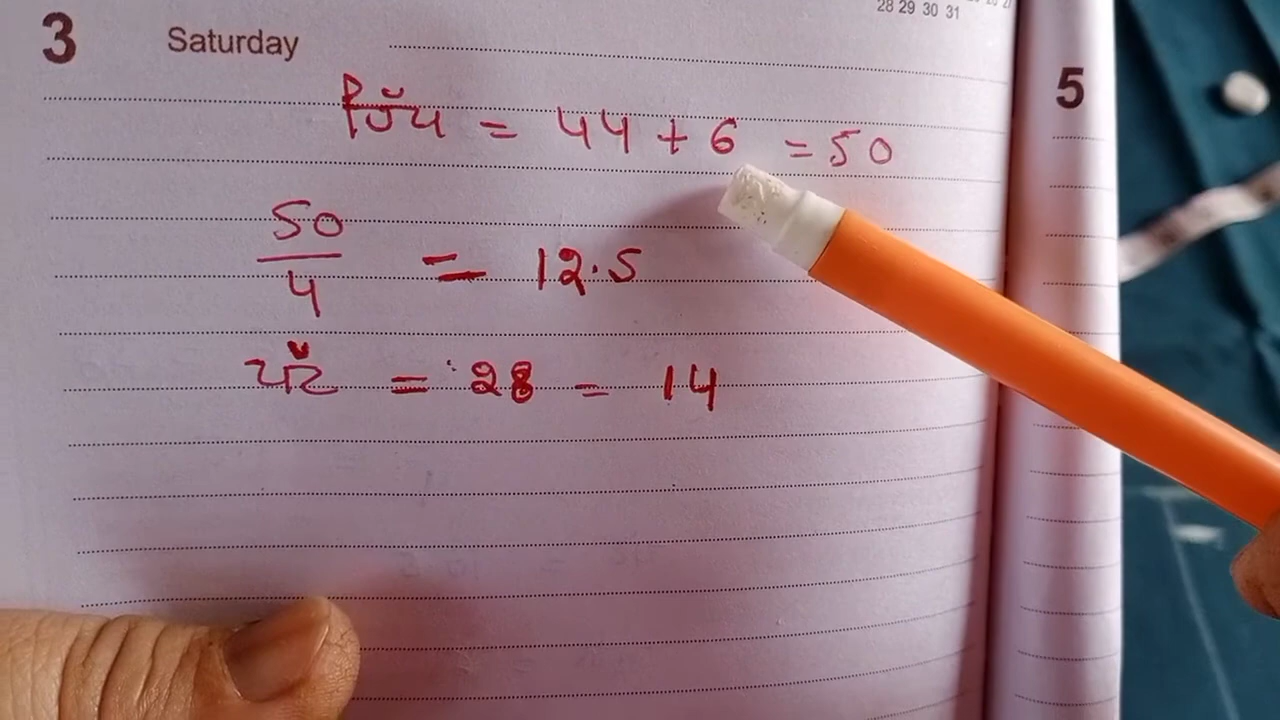 3 Saturday
28 29 30 31
5
= 44 + 6 = 50
50
4
= 12.5
= 28 = 14